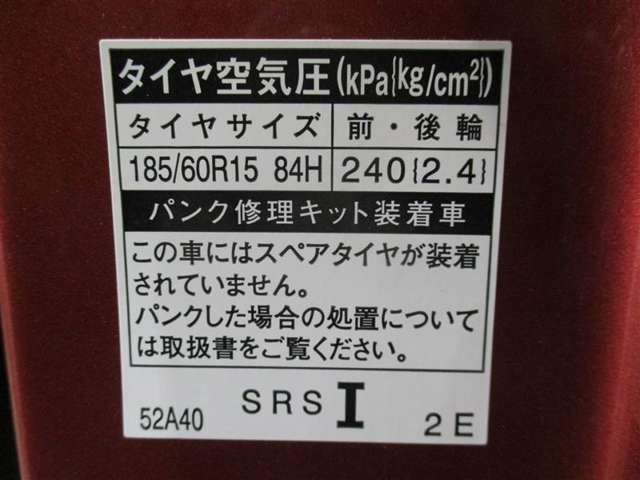 タイヤ空気圧(kPa{kg/cm²})
タイヤサイズ 前・後輪
185/60R15 84H 240{2.4}
パンク修理キット装着車
この車にはスペアタイヤが装着
されていません。
パンクした場合の処置について
は取扱書をご覧ください。
52A40 SRS I 2E